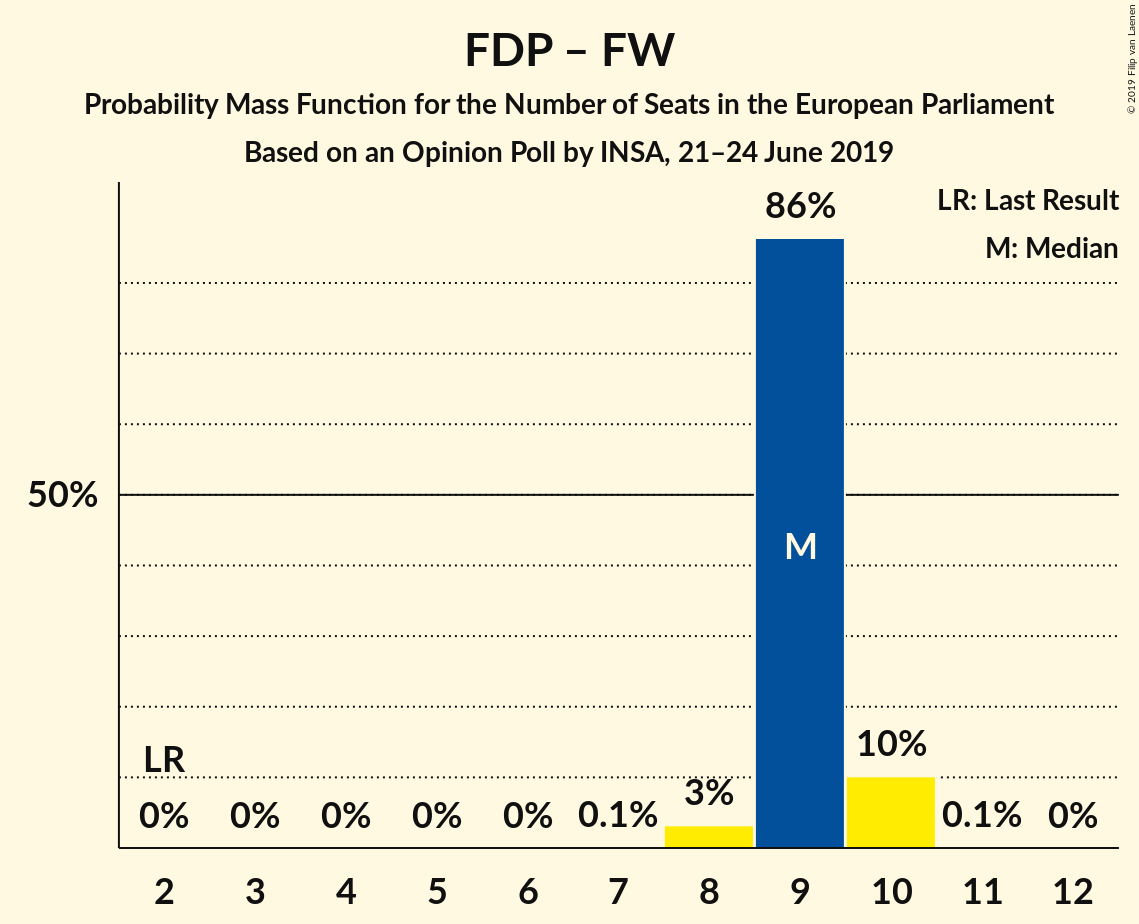 FDP – FW
Probability Mass Function for the Number of Seats in the European Parliament
Based on an Opinion Poll by INSA, 21–24 June 2019
© 2019 Filip van Laenen
LR: Last Result
M: Median
86%
50%
M
LR
10%
3%
0% 0% 0% 0% 0% 0.1% 0.1% 0%
2 3 4 5 6 7 8 9 10 11 12